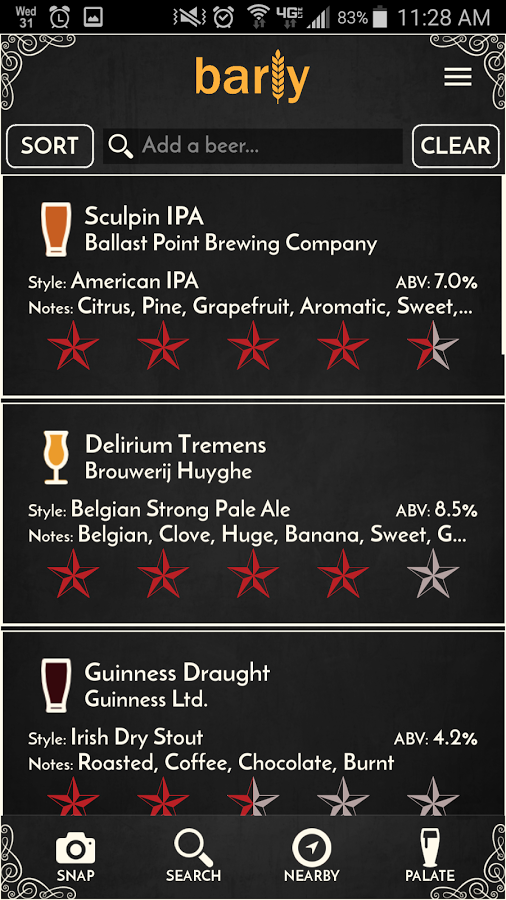 Wed
31
4G LTE
83%
11:28 AM
barly
SORT
Add a beer...
CLEAR
Sculpin IPA
Ballast Point Brewing Company
Style: American IPA ABV: 7.0%
Notes: Citrus, Pine, Grapefruit, Aromatic, Sweet,...
Delirium Tremens
Brouwerij Huyghe
Style: Belgian Strong Pale Ale ABV: 8.5%
Notes: Belgian, Clove, Huge, Banana, Sweet, G...
Guinness Draught
Guinness Ltd.
Style: Irish Dry Stout ABV: 4.2%
Notes: Roasted, Coffee, Chocolate, Burnt
SNAP
SEARCH
NEARBY
PALATE